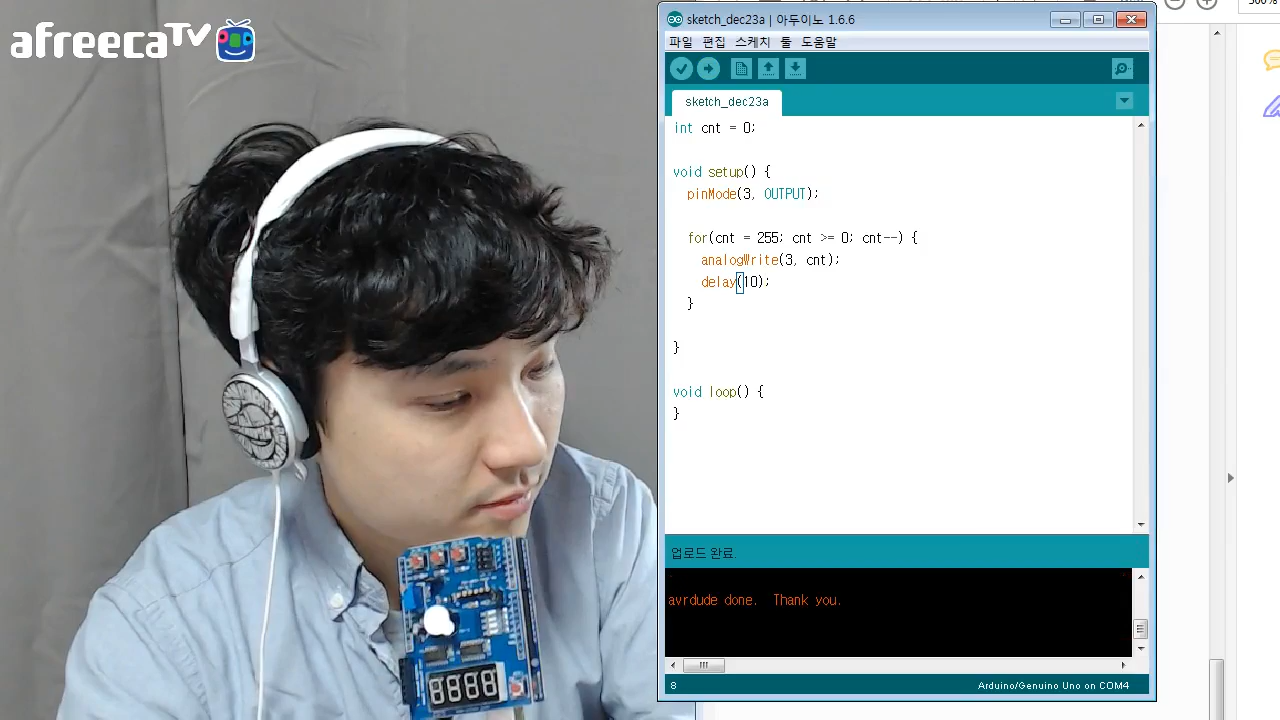 afreecaTV
sketch_dec23a | 아두이노 1.6.6
파일 편집 스케치 툴 도움말
sketch_dec23a
int cnt = 0;
void setup() {
pinMode(3, OUTPUT);
for(cnt = 255; cnt >= 0; cnt--) {
analogWrite(3, cnt);
delay(10);
}
}
void loop() {
}
업로드 완료.
avrdude done.  Thank you.
8
Arduino/Genuino Uno on COM4
8888